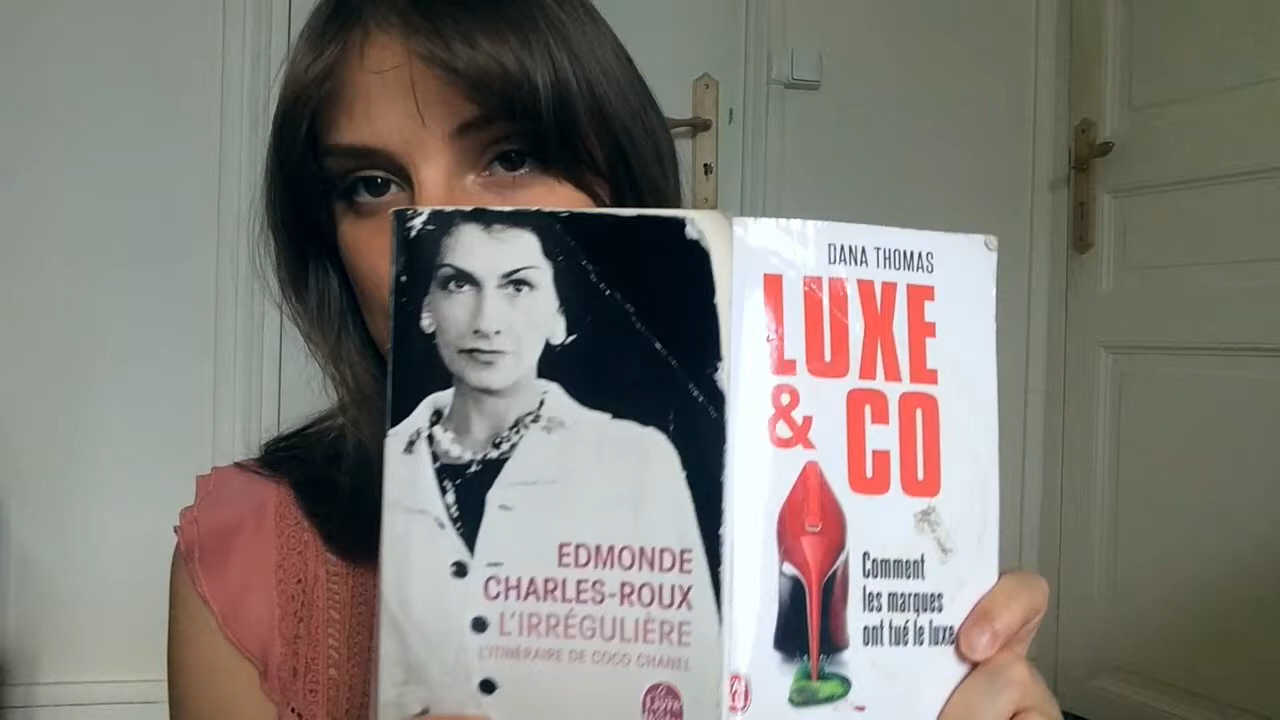 EDMONDE
CHARLES-ROUX
L'IRRÉGULIÈRE
L'ITINÉRAIRE DE COCO CHANEL
DANA THOMAS
LUXE
& CO
Comment
les marques
ont tué le luxe